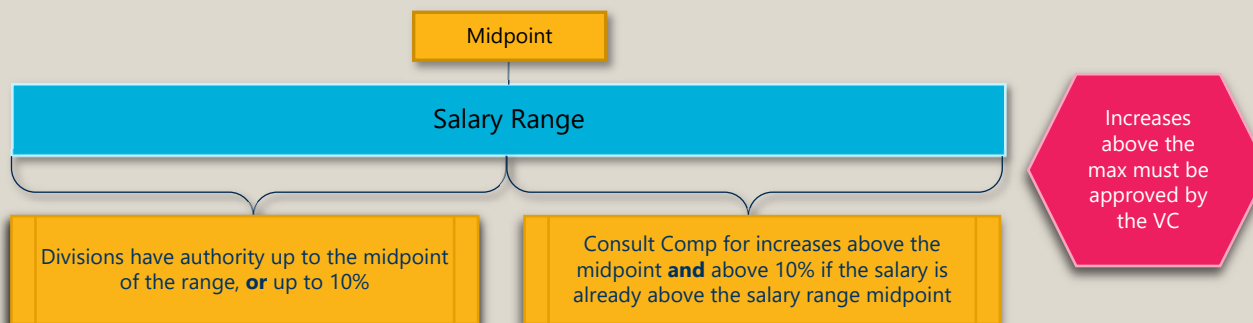 Midpoint
Salary Range
Increases
above the
max must be
approved by
the VC
Divisions have authority up to the midpoint
of the range, or up to 10%
Consult Comp for increases above the
midpoint and above 10% if the salary is
already above the salary range midpoint